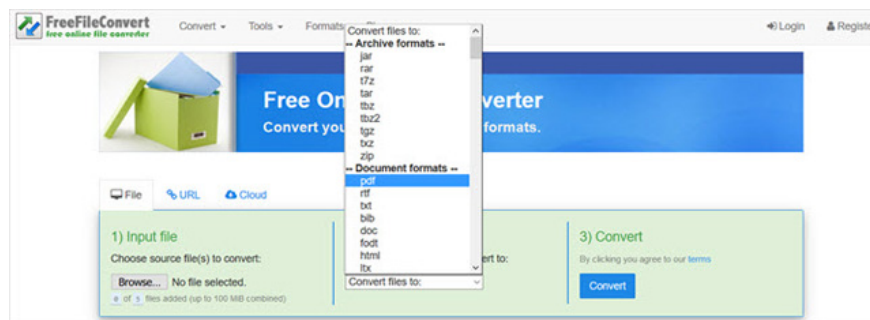 FreeFileConvert
free online file converter
Convert
Tools
Formats
Login
Register
Convert files to:
-- Archive formats --
jar
rar
t7z
tar
tbz
tbz2
tgz
txz
zip
-- Document formats --
pdf
rtf
txt
bib
doc
fodt
html
ltx
Convert files to:
Free On
verter
Convert you
formats.
File
URL
Cloud
1) Input file
Choose source file(s) to convert:
Browse... No file selected.
of 5 files added (up to 100 MiB combined)
ert to:
3) Convert
By clicking you agree to our terms
Convert